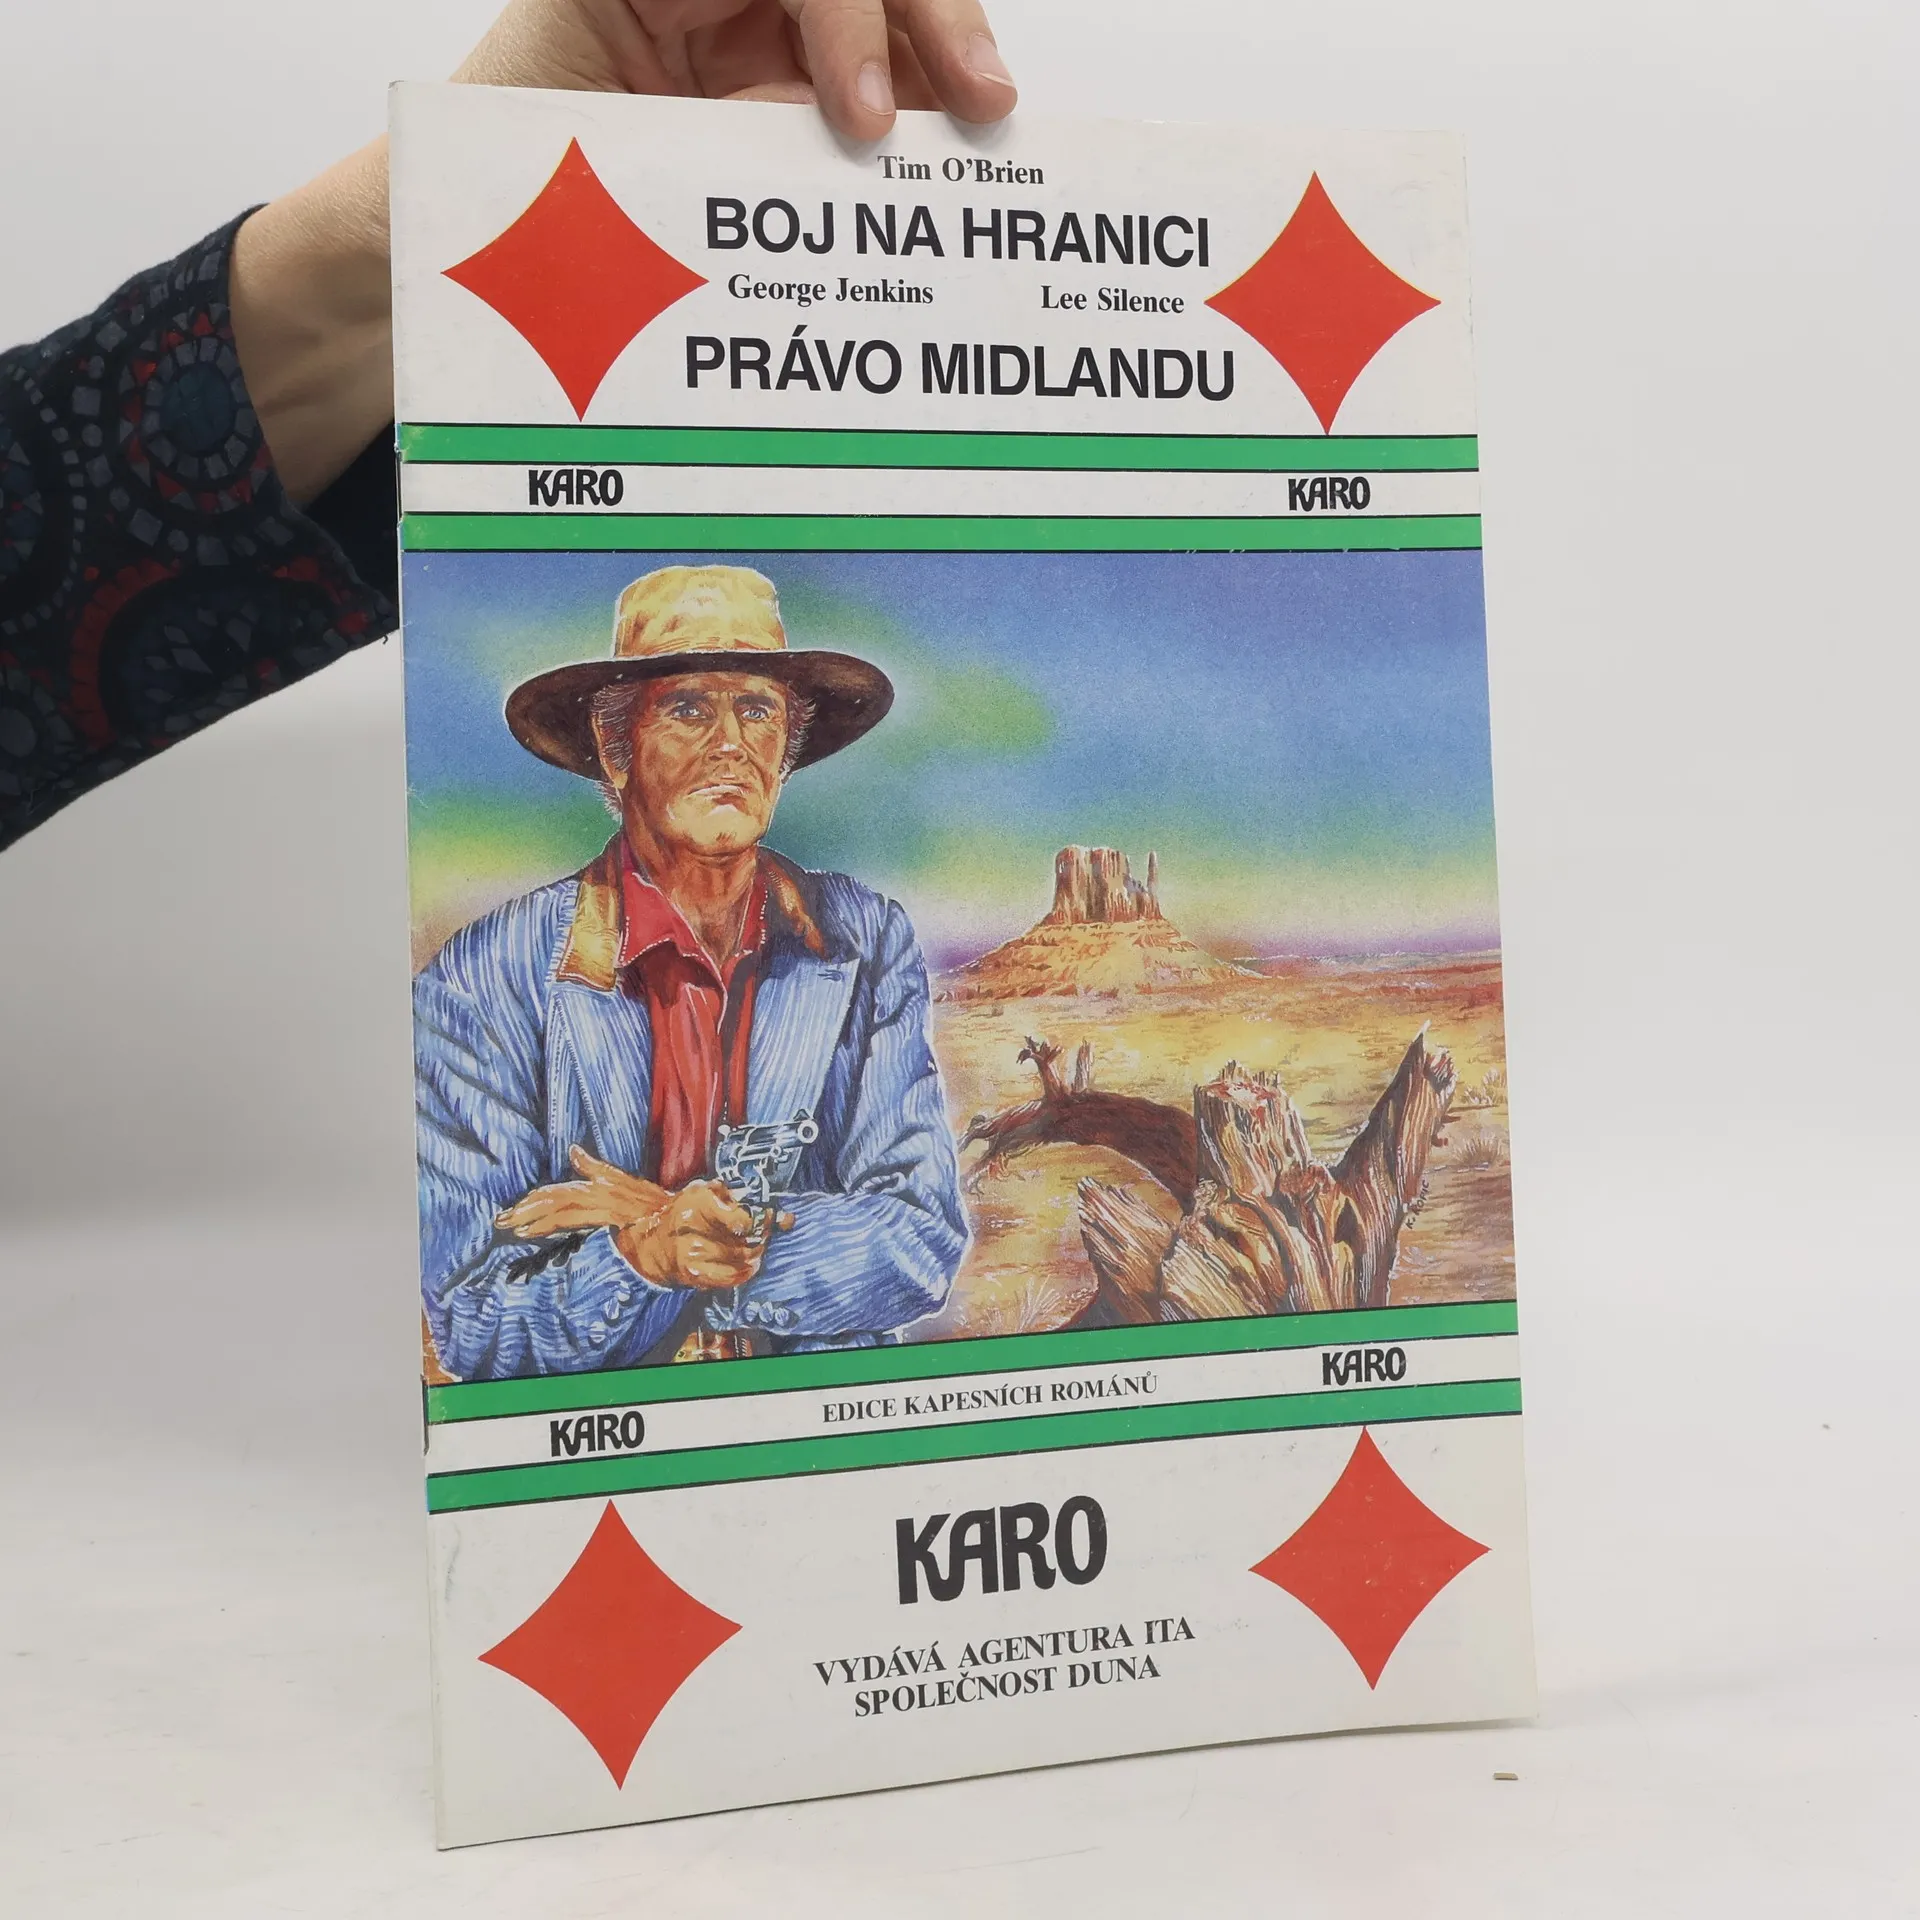 Tim O'Brien
BOJ NA HRANICI
George Jenkins Lee Silence
PRÁVO MIDLANDU
KARO KARO
K. KOPIC
KARO EDICE KAPESNÍCH ROMÁNŮ KARO
KARO
VYDÁVÁ AGENTURA ITA
SPOLEČNOST DUNA